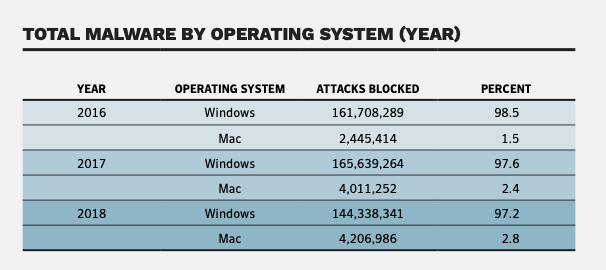 TOTAL MALWARE BY OPERATING SYSTEM (YEAR)
YEAR OPERATING SYSTEM ATTACKS BLOCKED PERCENT
2016 Windows 161,708,289 98.5
Mac 2,445,414 1.5
2017 Windows 165,639,264 97.6
Mac 4,011,252 2.4
2018 Windows 144,338,341 97.2
Mac 4,206,986 2.8